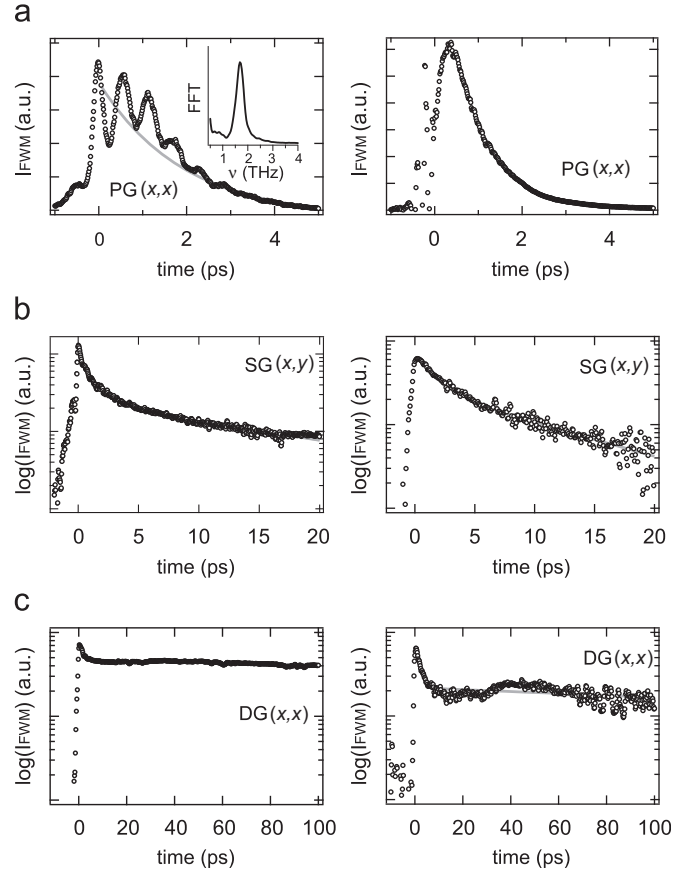 a
IFWM (a.u.)
FFT
1 2 3 4
ν (THz)
PG(x,x)
0 2 4
time (ps)
IFWM (a.u.)
PG(x,x)
0 2 4
time (ps)
b
log(IFWM) (a.u.)
SG(x,y)
0 5 10 15 20
time (ps)
log(IFWM) (a.u.)
SG(x,y)
0 5 10 15 20
time (ps)
c
log(IFWM) (a.u.)
DG(x,x)
0 20 40 60 80 100
time (ps)
log(IFWM) (a.u.)
DG(x,x)
0 20 40 60 80 100
time (ps)